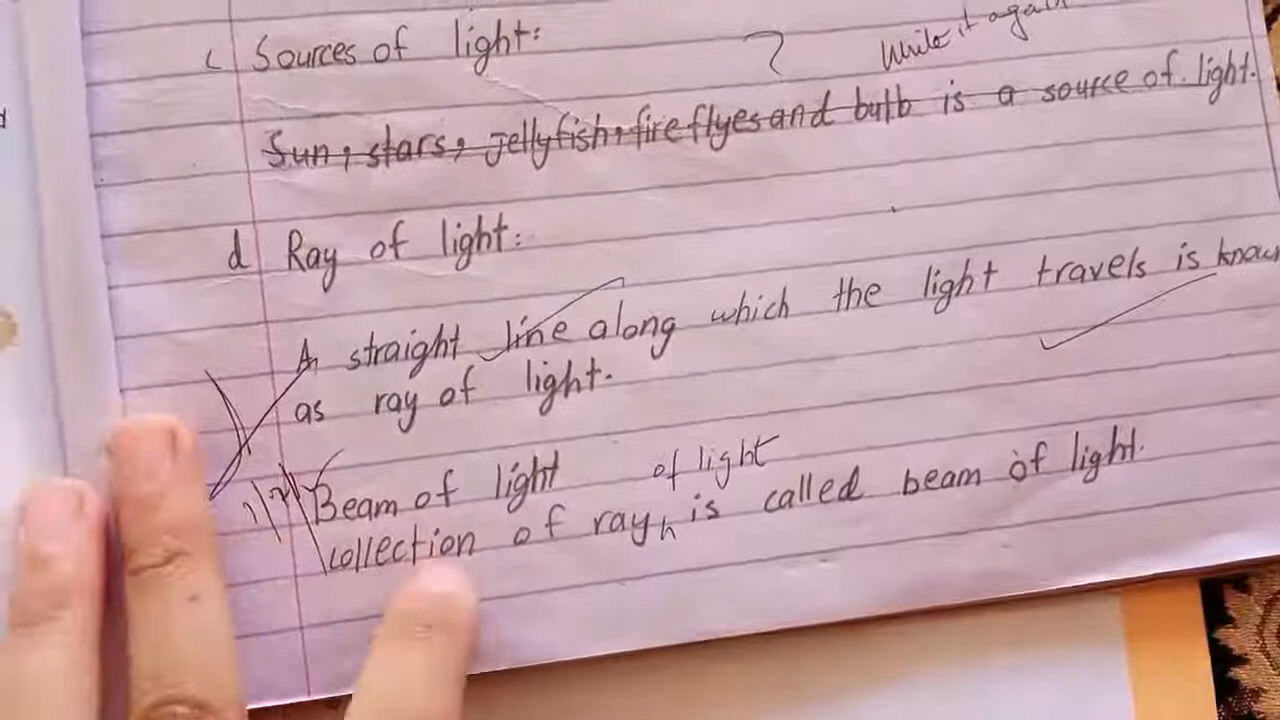 c Sources of light:
? Write it again
Sun, stars, Jellyfish, fireflyes and bulb is a source of light.
d Ray of light:
A straight line along which the light travels is know
as ray of light.
Beam of light
of light
collection of ray is called beam of light.